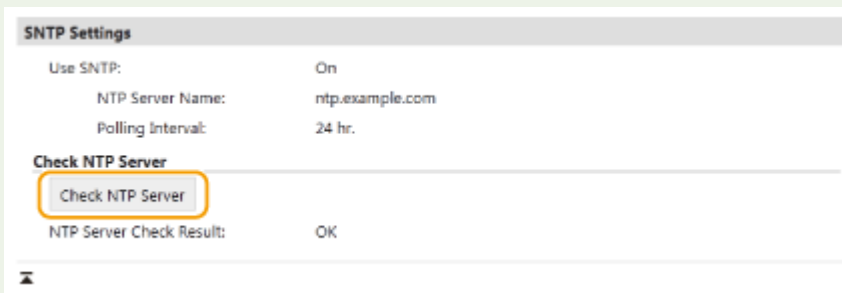 SNTP Settings
Use SNTP: On
NTP Server Name: ntp.example.com
Polling Interval: 24 hr.
Check NTP Server
Check NTP Server
NTP Server Check Result: OK